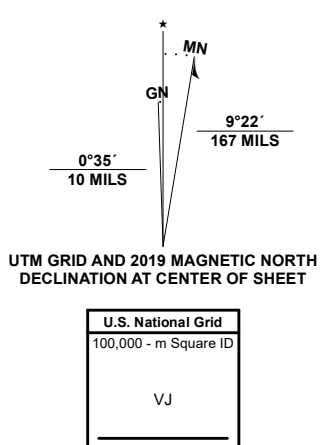 ★
MN
GN
9°22´
167 MILS
0°35´
10 MILS
UTM GRID AND 2019 MAGNETIC NORTH
DECLINATION AT CENTER OF SHEET
U.S. National Grid
100,000 - m Square ID
VJ